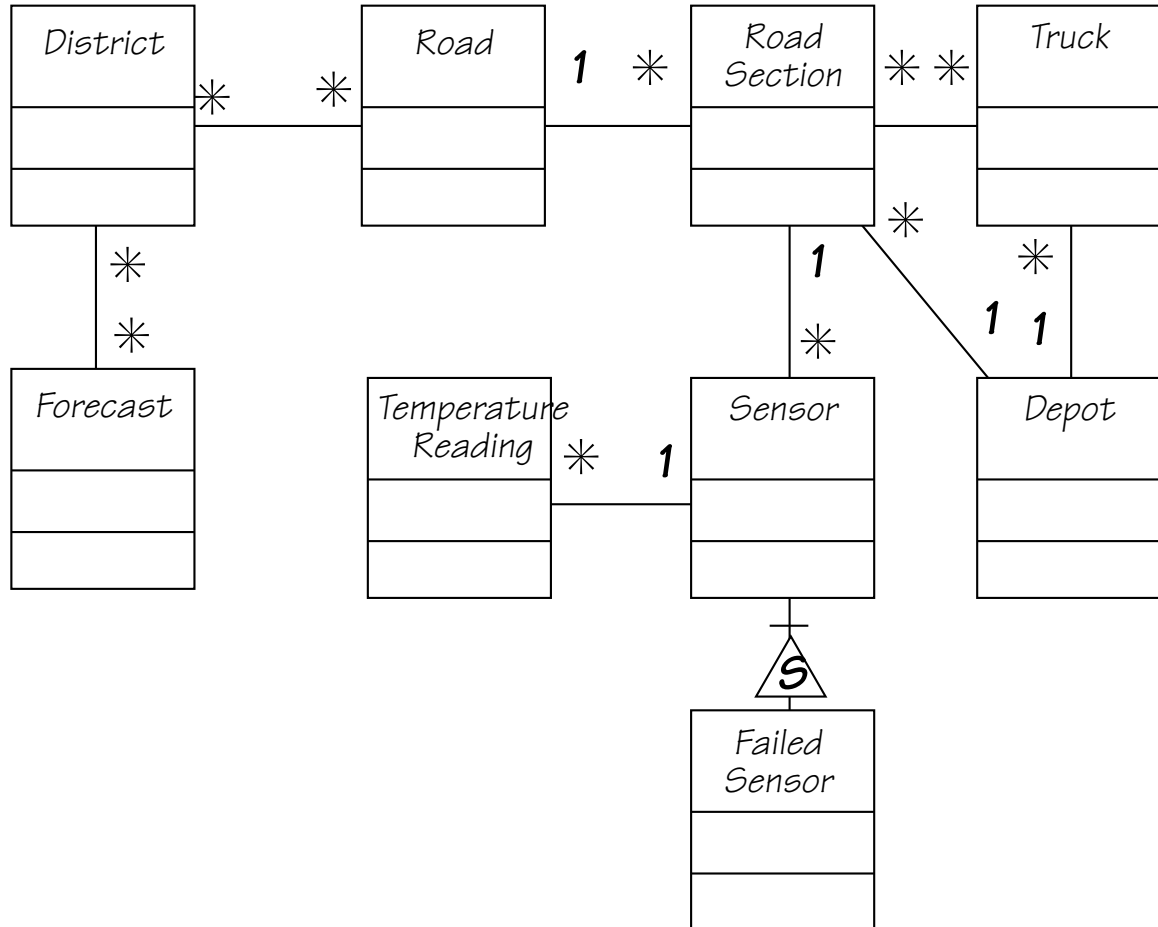 District
Road
Road
Section
Truck
*
*
1
*
*
*
*
*
1
*
*
1
1
*
*
Forecast
Temperature
Reading
*
1
Sensor
Depot
S
Failed
Sensor